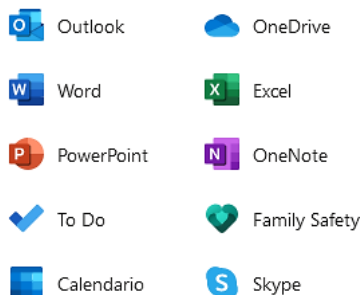 Outlook OneDrive
Word Excel
PowerPoint OneNote
To Do Family Safety
Calendario Skype